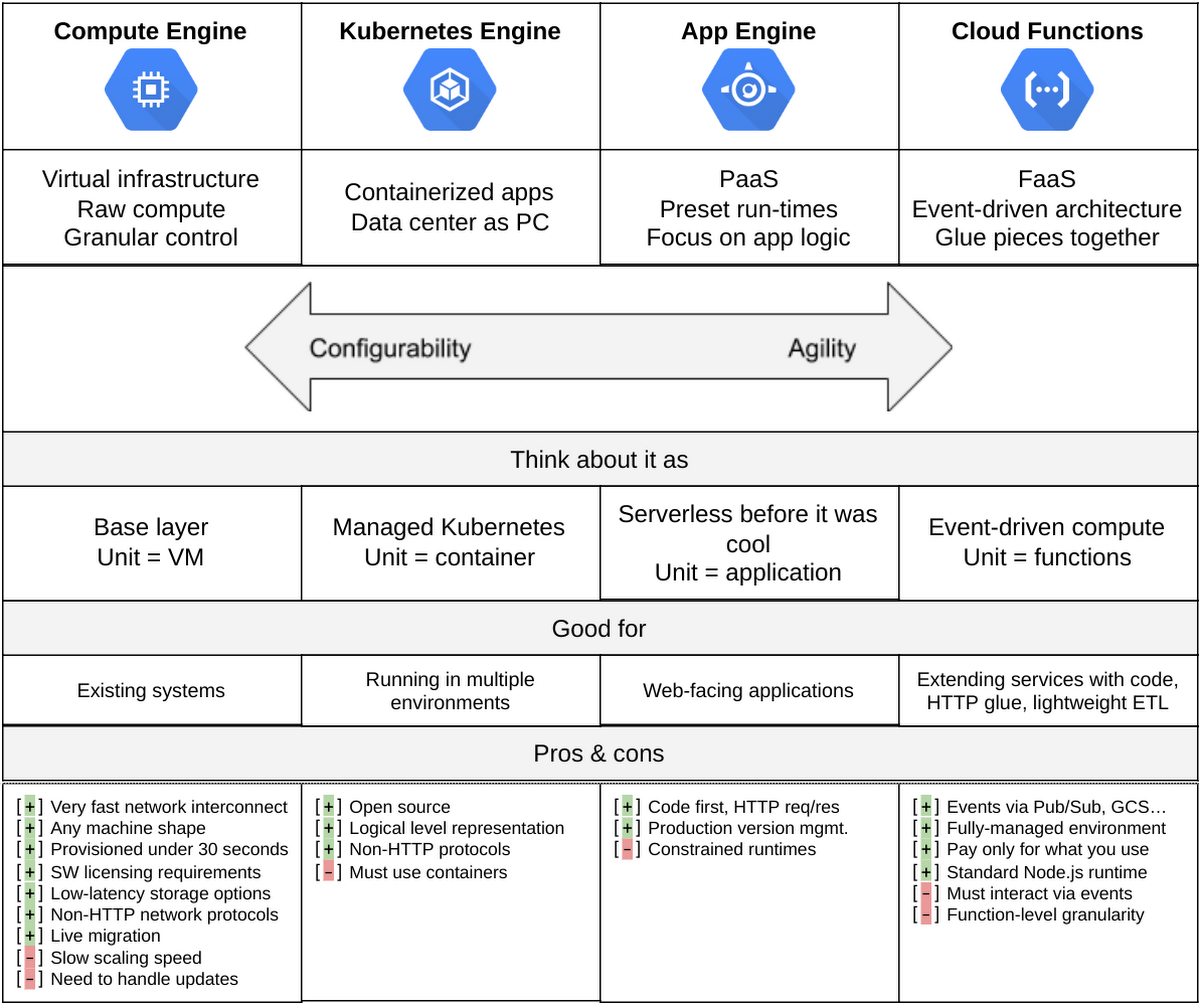 Compute Engine
Kubernetes Engine
App Engine
Cloud Functions
Virtual infrastructure
Raw compute
Granular control
Containerized apps
Data center as PC
PaaS
Preset run-times
Focus on app logic
FaaS
Event-driven architecture
Glue pieces together
Configurability
Agility
Think about it as
Base layer
Unit = VM
Managed Kubernetes
Unit = container
Serverless before it was
cool
Unit = application
Event-driven compute
Unit = functions
Good for
Existing systems
Running in multiple
environments
Web-facing applications
Extending services with code,
HTTP glue, lightweight ETL
Pros & cons
[+] Very fast network interconnect
[+] Any machine shape
[+] Provisioned under 30 seconds
[+] SW licensing requirements
[+] Low-latency storage options
[+] Non-HTTP network protocols
[+] Live migration
[-] Slow scaling speed
[-] Need to handle updates
[+] Open source
[+] Logical level representation
[+] Non-HTTP protocols
[-] Must use containers
[+] Code first, HTTP req/res
[+] Production version mgmt.
[-] Constrained runtimes
[+] Events via Pub/Sub, GCS…
[+] Fully-managed environment
[+] Pay only for what you use
[+] Standard Node.js runtime
[-] Must interact via events
[-] Function-level granularity